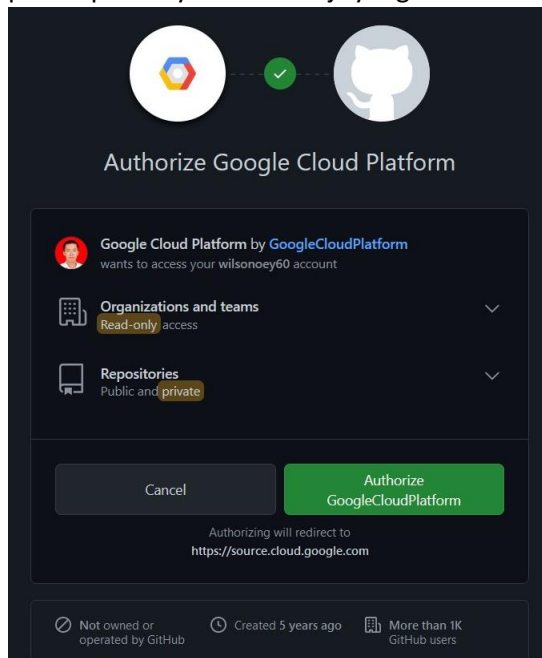 Authorize Google Cloud Platform
Google Cloud Platform by GoogleCloudPlatform
wants to access your wilsonoey60 account
Organizations and teams
Read-only access
Repositories
Public and private
Cancel
Authorize
GoogleCloudPlatform
Authorizing will redirect to
https://source.cloud.google.com
Not owned or
operated by GitHub
Created 5 years ago
More than 1K
GitHub users